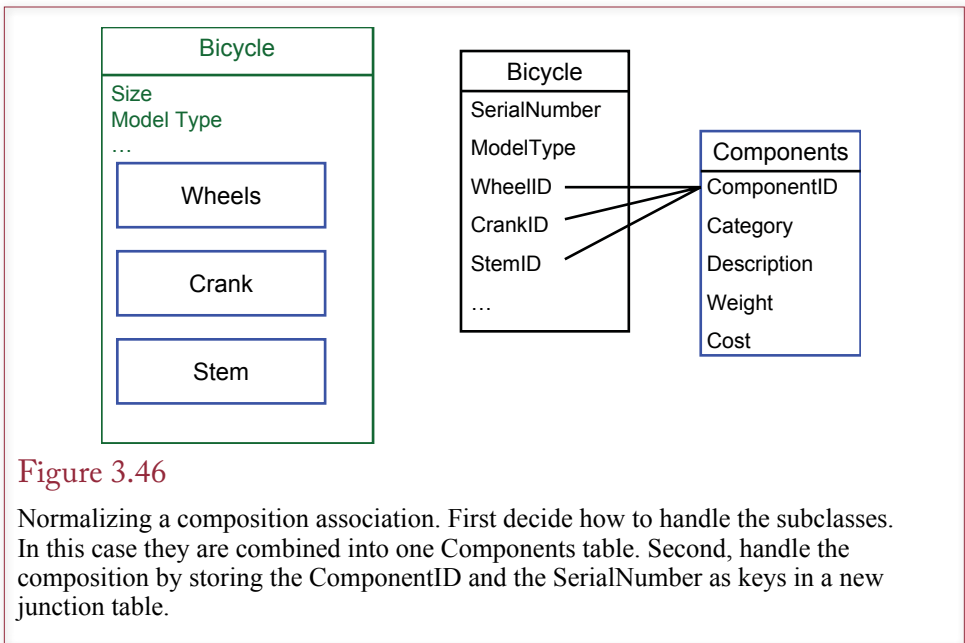 Bicycle
Size
Model Type
…
Wheels
Crank
Stem
Bicycle
SerialNumber
ModelType
WheelID
CrankID
StemID
…
Components
ComponentID
Category
Description
Weight
Cost
Figure 3.46
Normalizing a composition association. First decide how to handle the subclasses.
In this case they are combined into one Components table. Second, handle the
composition by storing the ComponentID and the SerialNumber as keys in a new
junction table.